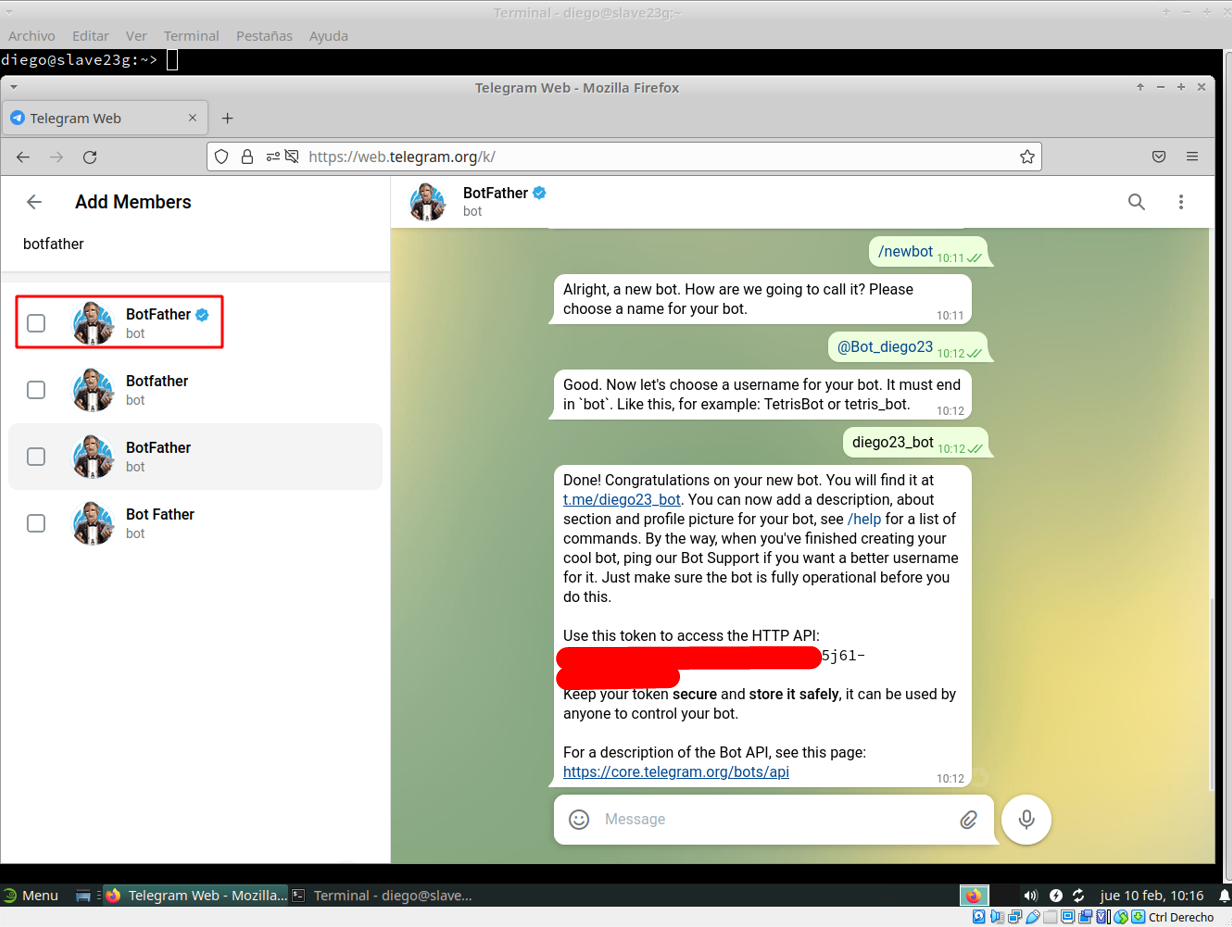 Terminal - diego@slave23g:~
Archivo Editar Ver Terminal Pestañas Ayuda
diego@slave23g:~>
Telegram Web - Mozilla Firefox
Telegram Web
https://web.telegram.org/k/
Add Members
botfather
BotFather
bot
Botfather
bot
BotFather
bot
Bot Father
bot
BotFather
bot
/newbot 10:11
Alright, a new bot. How are we going to call it? Please
choose a name for your bot. 10:11
@Bot_diego23 10:12
Good. Now let's choose a username for your bot. It must end
in `bot`. Like this, for example: TetrisBot or tetris_bot. 10:12
diego23_bot 10:12
Done! Congratulations on your new bot. You will find it at
t.me/diego23_bot. You can now add a description, about
section and profile picture for your bot, see /help for a list of
commands. By the way, when you've finished creating your
cool bot, ping our Bot Support if you want a better username
for it. Just make sure the bot is fully operational before you
do this.
Use this token to access the HTTP API:
5j61-
Keep your token secure and store it safely, it can be used by
anyone to control your bot.
For a description of the Bot API, see this page:
https://core.telegram.org/bots/api 10:12
Message
Menu Telegram Web - Mozilla... Terminal - diego@slave... jue 10 feb, 10:16
Ctrl Derecho